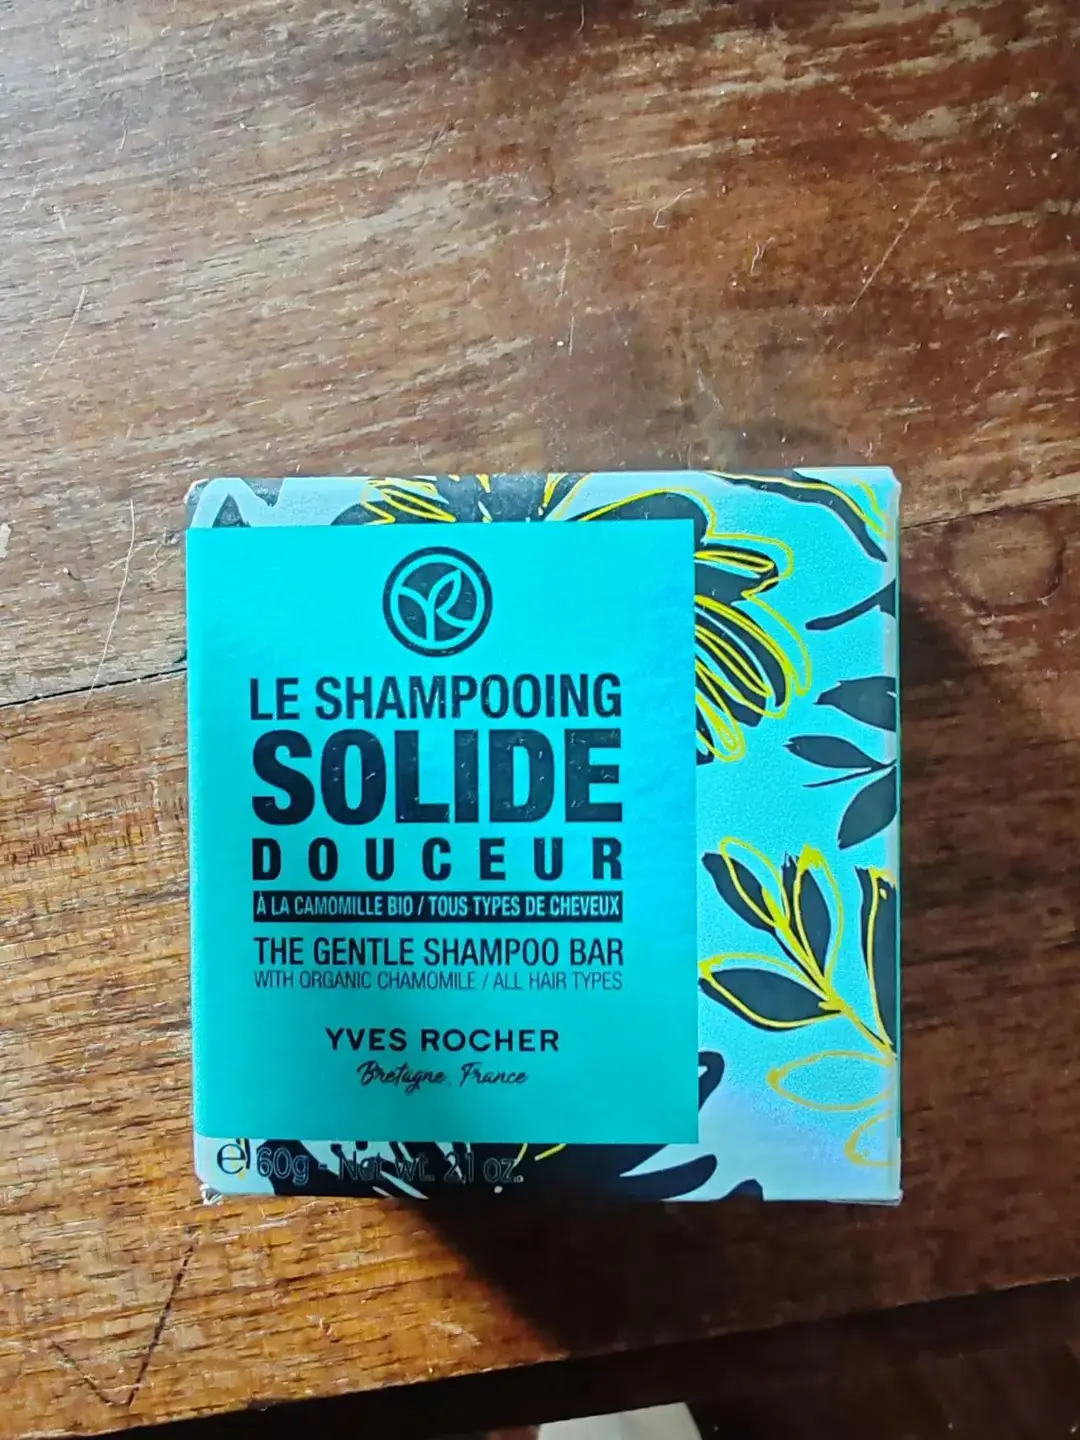 LE SHAMPOOING
SOLIDE
DOUCEUR
À LA CAMOMILLE BIO / TOUS TYPES DE CHEVEUX
THE GENTLE SHAMPOO BAR
WITH ORGANIC CHAMOMILE / ALL HAIR TYPES
YVES ROCHER
Bretagne, France
℮ 60g - Net wt. 2.1 oz.